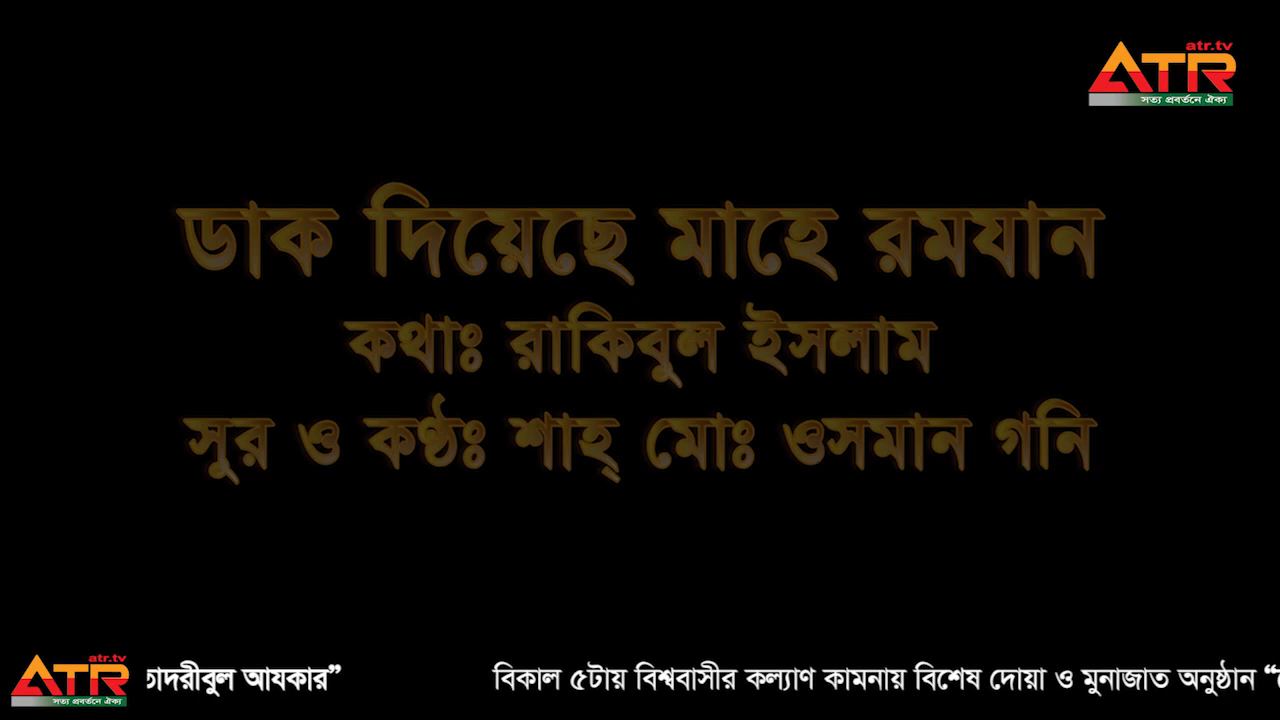 atr.tv
ATR
সত্য প্রবর্তনে ঐক্য
ডাক দিয়েছে মাহে রমযান
কথাঃ রাকিবুল ইসলাম
সুর ও কণ্ঠঃ শাহ্ মোঃ ওসমান গনি
atr.tv
ATR
সত্য প্রবর্তনে ঐক্য
তাদরীবুল আযকার” বিকাল ৫টায় বিশ্ববাসীর কল্যাণ কামনায় বিশেষ দোয়া ও মুনাজাত অনুষ্ঠান “